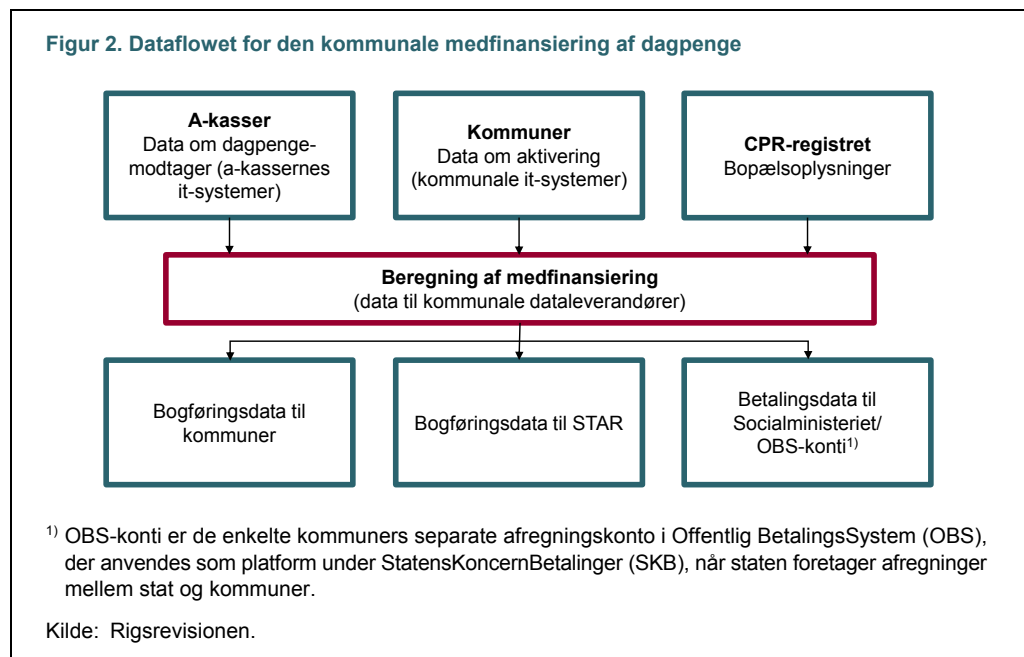 Figur 2. Dataflowet for den kommunale medfinansiering af dagpenge
A-kasser
Data om dagpenge-
modtager (a-kassernes
it-systemer)
Kommuner
Data om aktivering
(kommunale it-systemer)
CPR-registret
Bopælsoplysninger
Beregning af medfinansiering
(data til kommunale dataleverandører)
Bogføringsdata til
kommuner
Bogføringsdata til STAR
Betalingsdata til
Socialministeriet/
OBS-konti1)
1) OBS-konti er de enkelte kommuners separate afregningskonto i Offentlig BetalingsSystem (OBS),
der anvendes som platform under StatensKoncernBetalinger (SKB), når staten foretager afregninger
mellem stat og kommuner.
Kilde: Rigsrevisionen.